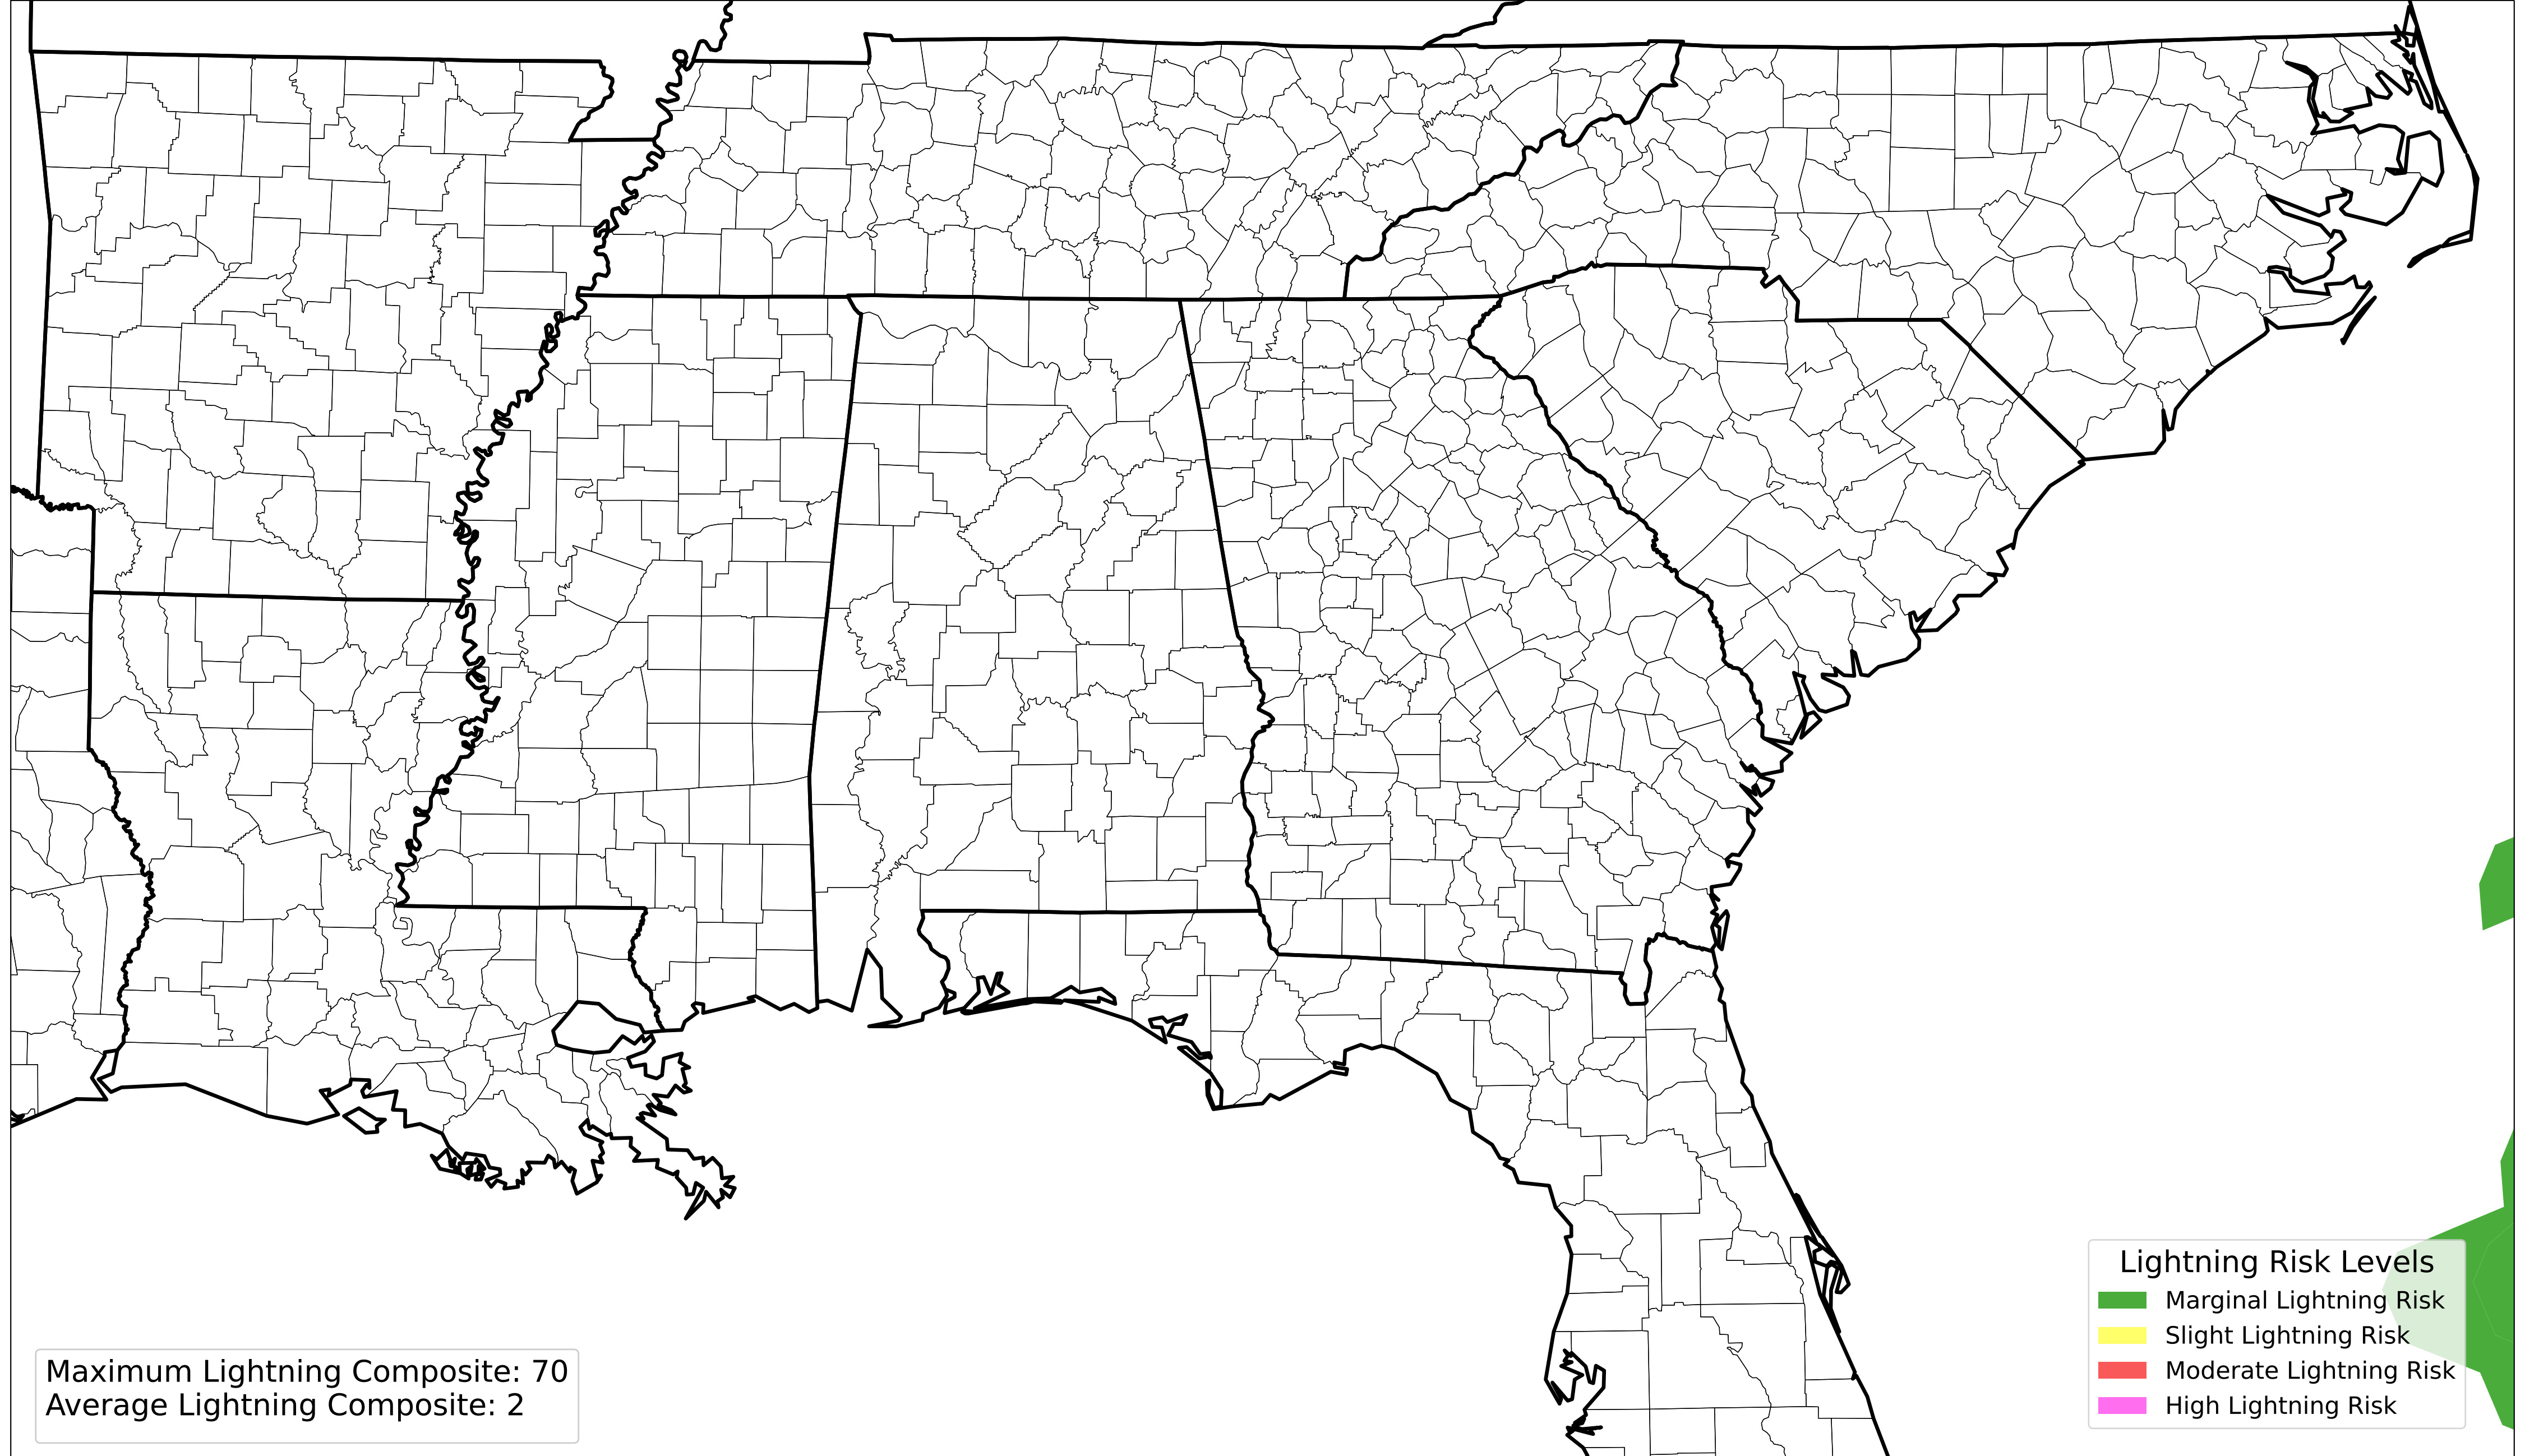 Maximum Lightning Composite: 70
Average Lightning Composite: 2
Lightning Risk Levels
Marginal Lightning Risk
Slight Lightning Risk
Moderate Lightning Risk
High Lightning Risk